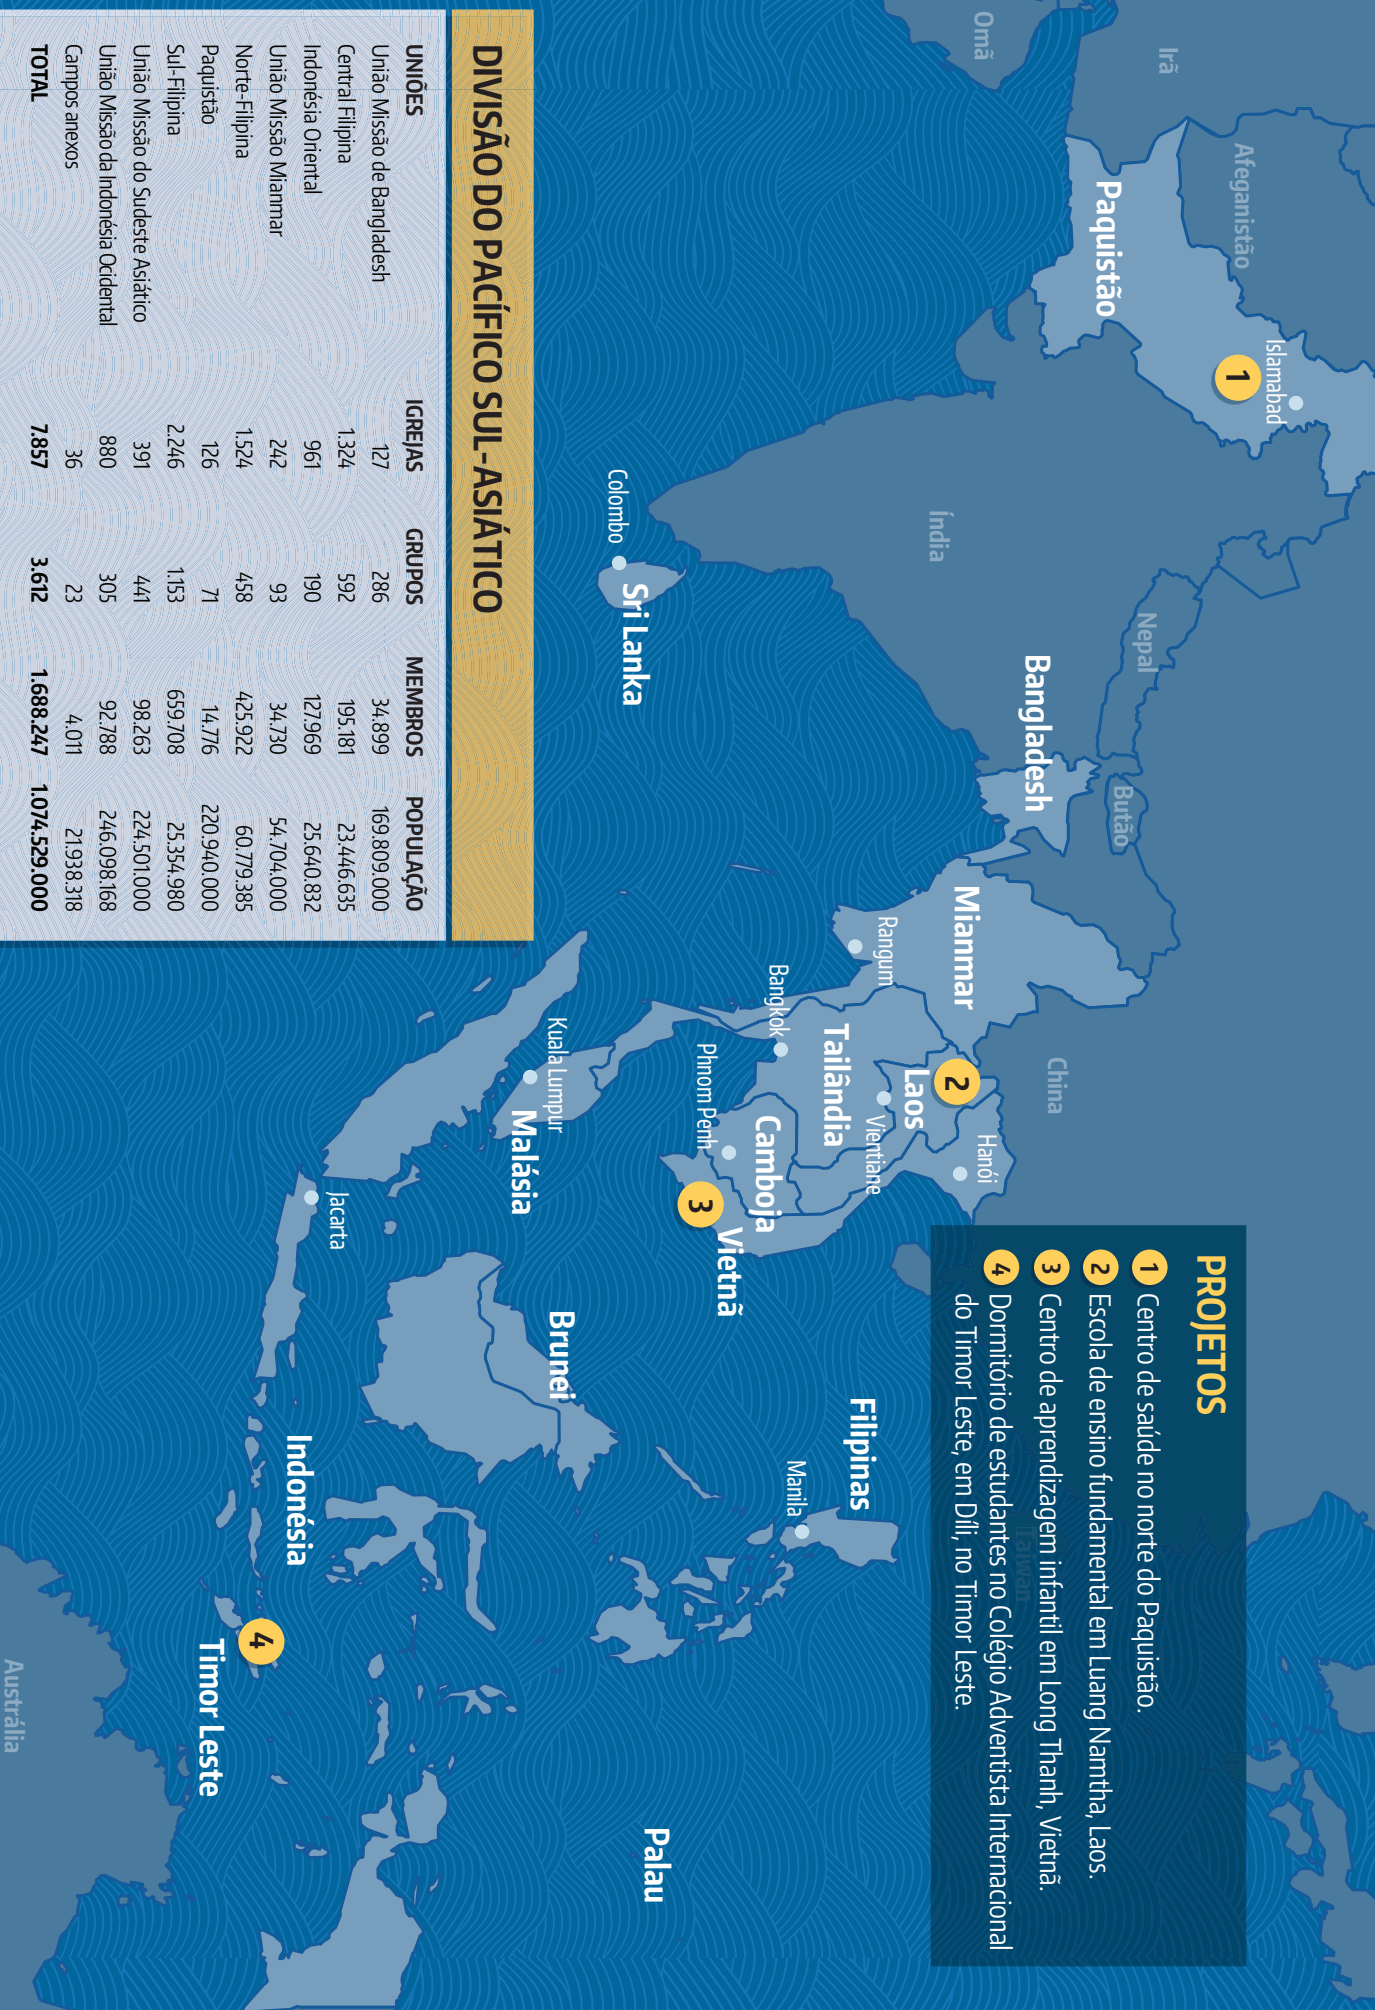 PROJETOS
1 Centro de saúde no norte do Paquistão.
2 Escola de ensino fundamental em Luang Namtha, Laos.
3 Centro de aprendizagem infantil em Long Thanh, Vietnã.
4 Dormitório de estudantes no Colégio Adventista Internacional
do Timor Leste, em Díli, no Timor Leste.
Taiwan
Irã
Omã
Afeganistão
Paquistão
Islamabad
1
Índia
Nepal
Butão
Bangladesh
China
Colombo
Sri Lanka
Mianmar
Rangum
2
Laos
Hanói
Vientiane
Tailândia
Bangkok
Camboja
Phnom Penh
3
Vietnã
Filipinas
Manila
Kuala Lumpur
Malásia
Brunei
Palau
Jacarta
Indonésia
4
Timor Leste
Austrália
DIVISÃO DO PACÍFICO SUL-ASIÁTICO
UNIÕES IGREJAS GRUPOS MEMBROS POPULAÇÃO
União Missão de Bangladesh 127 286 34.899 169.809.000
Central Filipina 1.324 592 195.181 23.446.635
Indonésia Oriental 961 190 127.969 25.640.832
União Missão Mianmar 242 93 34.730 54.704.000
Norte-Filipina 1.524 458 425.922 60.779.385
Paquistão 126 71 14.776 220.940.000
Sul-Filipina 2.246 1.153 659.708 25.354.980
União Missão do Sudeste Asiático 391 441 98.263 224.501.000
União Missão da Indonésia Ocidental 880 305 92.788 246.098.168
Campos anexos 36 23 4.011 21.938.318
TOTAL 7.857 3.612 1.688.247 1.074.529.000